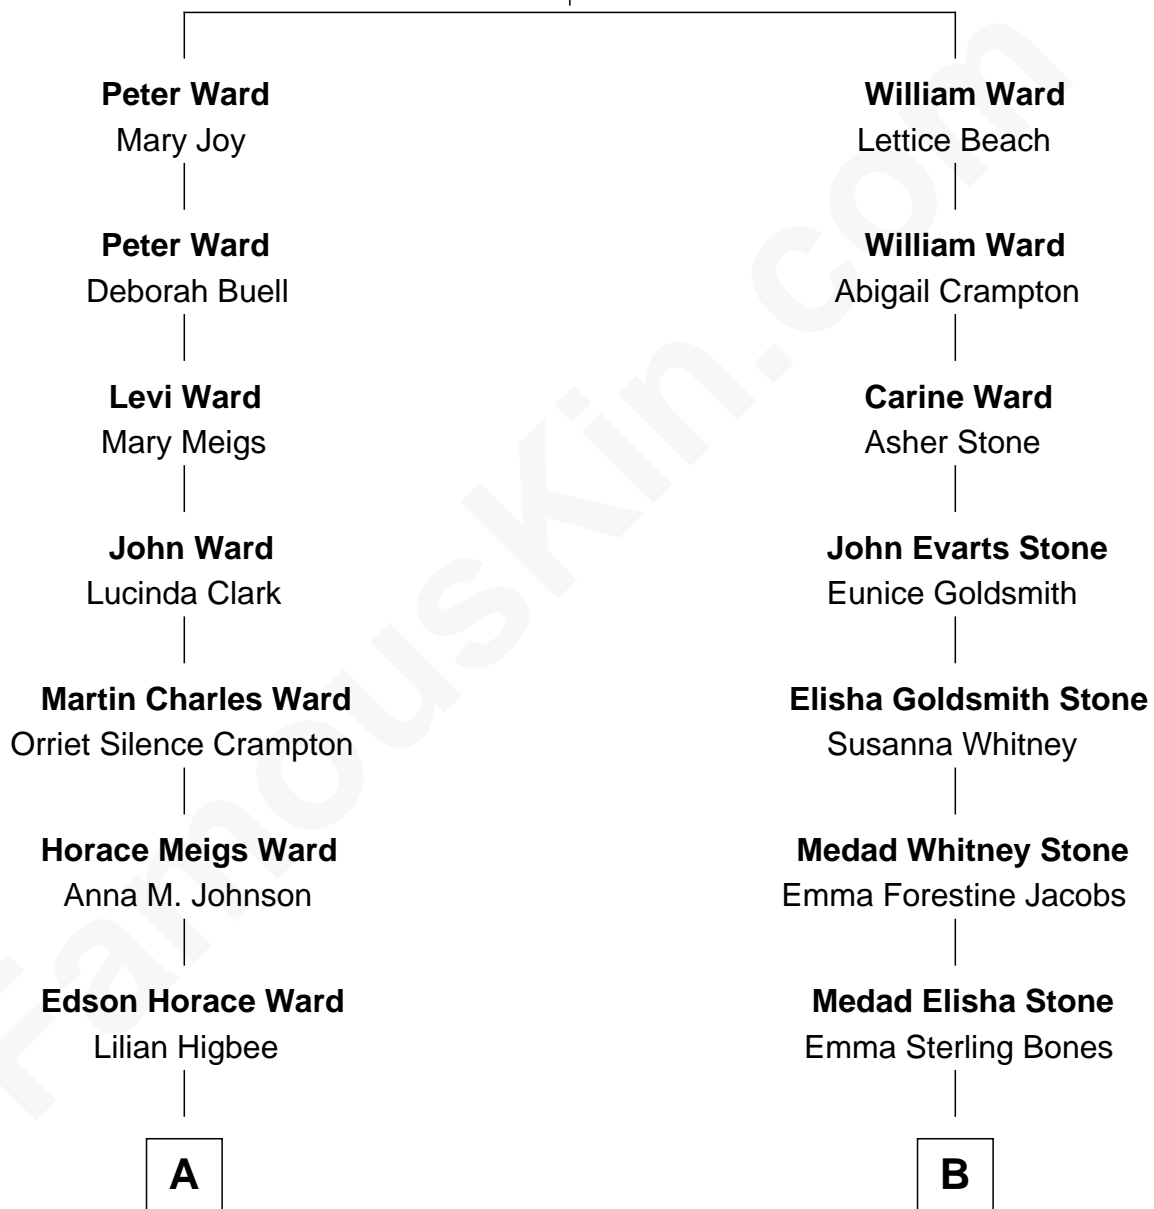 Peter Ward
Mary Joy
Peter Ward
Deborah Buell
Levi Ward
Mary Meigs
John Ward
Lucinda Clark
Martin Charles Ward
Orriet Silence Crampton
Horace Meigs Ward
Anna M. Johnson
Edson Horace Ward
Lilian Higbee
A
William Ward
Lettice Beach
William Ward
Abigail Crampton
Carine Ward
Asher Stone
John Evarts Stone
Eunice Goldsmith
Elisha Goldsmith Stone
Susanna Whitney
Medad Whitney Stone
Emma Forestine Jacobs
Medad Elisha Stone
Emma Sterling Bones
B
FamousKin.com